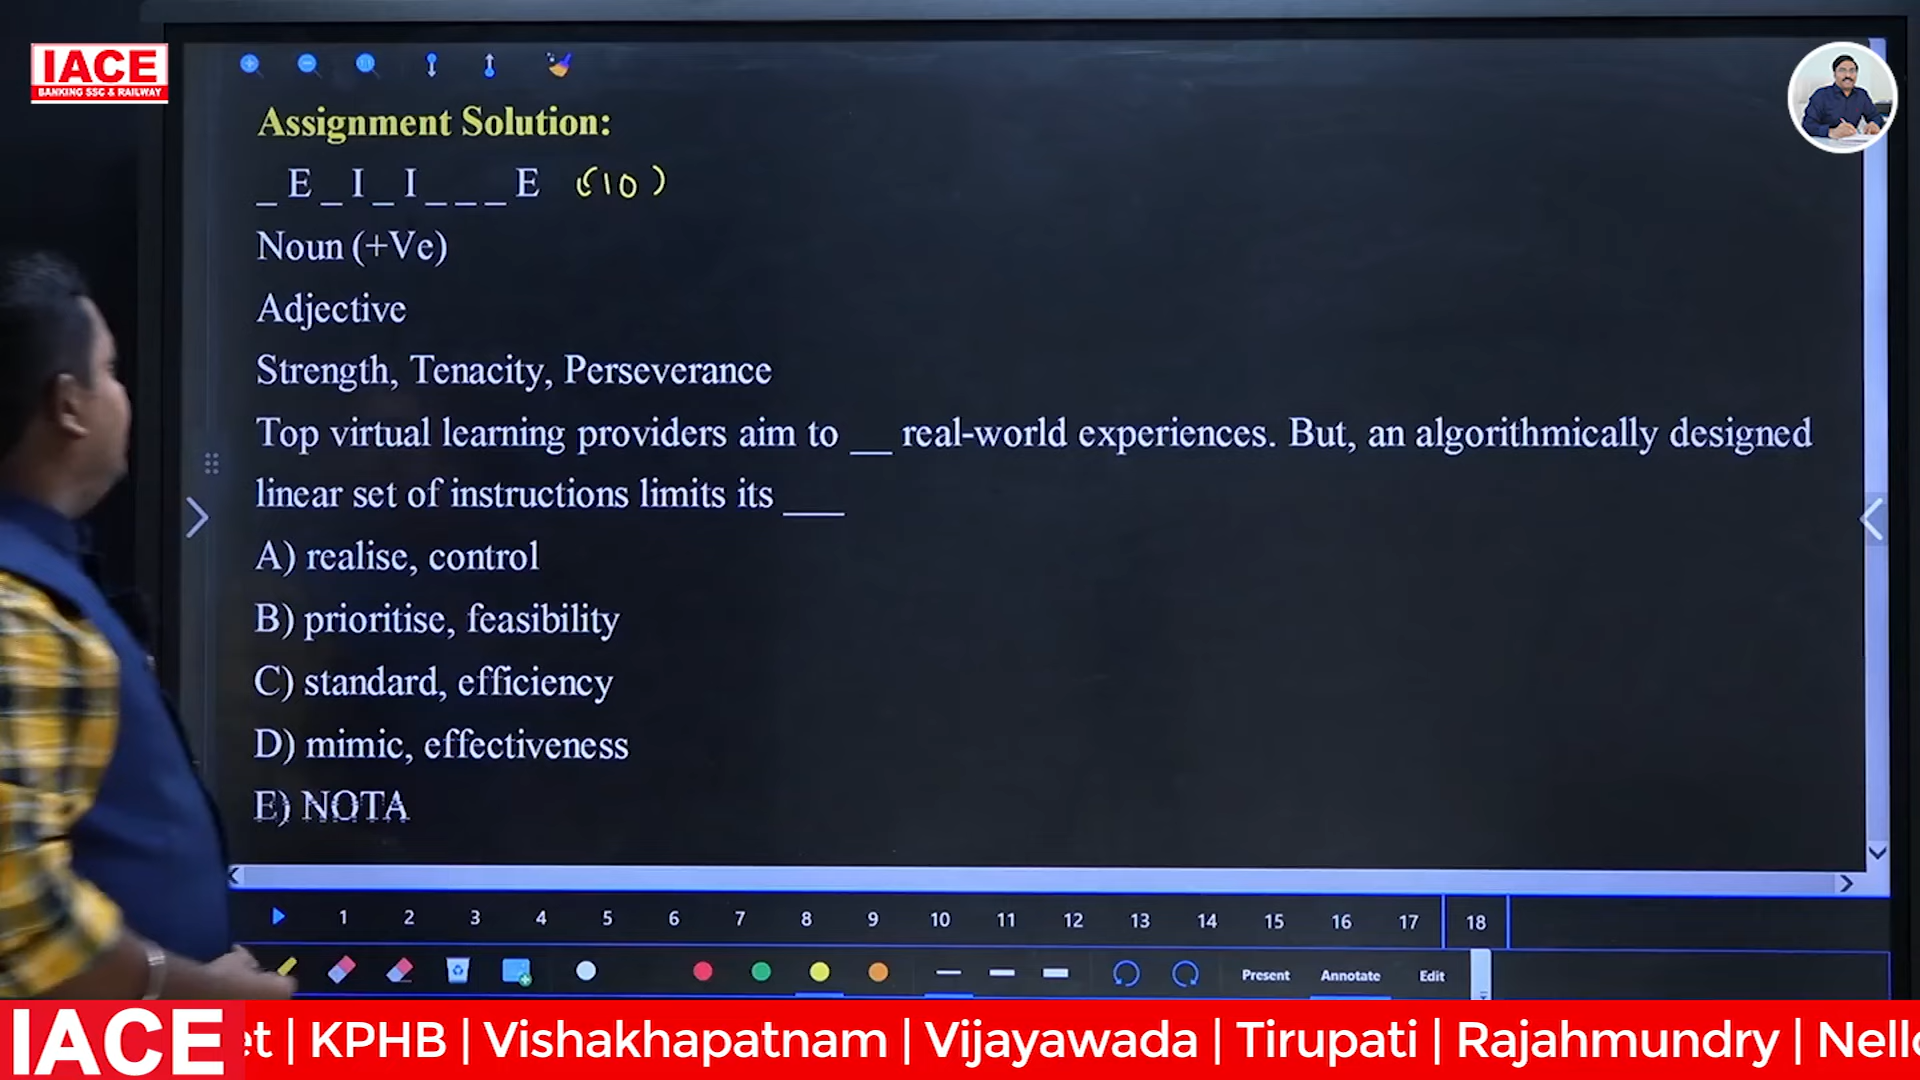 IACE
BANKING SSC & RAILWAY
Assignment Solution:
_ E _ I _ I _ _ _ E (10)
Noun (+Ve)
Adjective
Strength, Tenacity, Perseverance
Top virtual learning providers aim to __ real-world experiences. But, an algorithmically designed
linear set of instructions limits its ___
A) realise, control
B) prioritise, feasibility
C) standard, efficiency
D) mimic, effectiveness
E) NOTA
1 2 3 4 5 6 7 8 9 10 11 12 13 14 15 16 17 18
Present Annotate Edit
IACE et | KPHB | Vishakhapatnam | Vijayawada | Tirupati | Rajahmundry | Nello